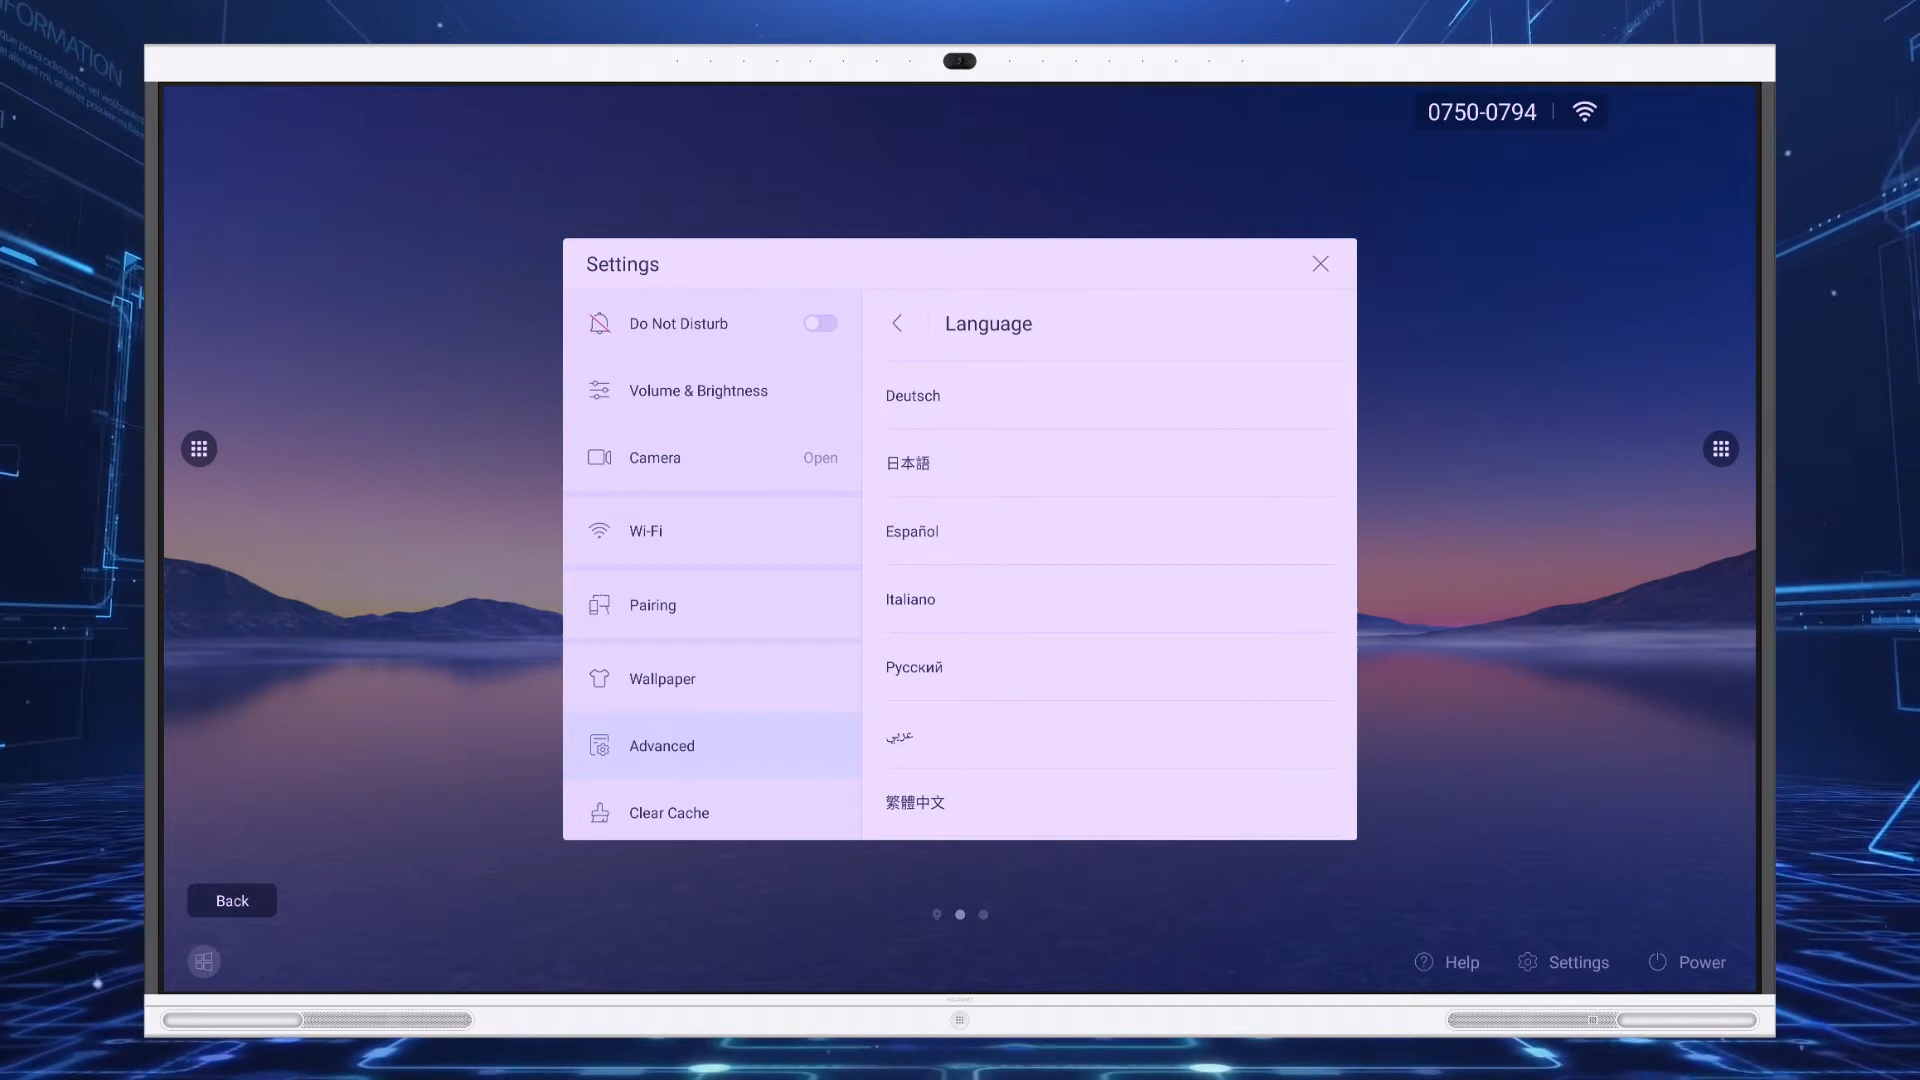 0750-0794
Settings
Do Not Disturb
Volume & Brightness
Camera
Open
Wi-Fi
Pairing
Wallpaper
Advanced
Clear Cache
Language
Deutsch
日本語
Español
Italiano
Русский
عربي
繁體中文
Back
Help
Settings
Power
HUAWEI